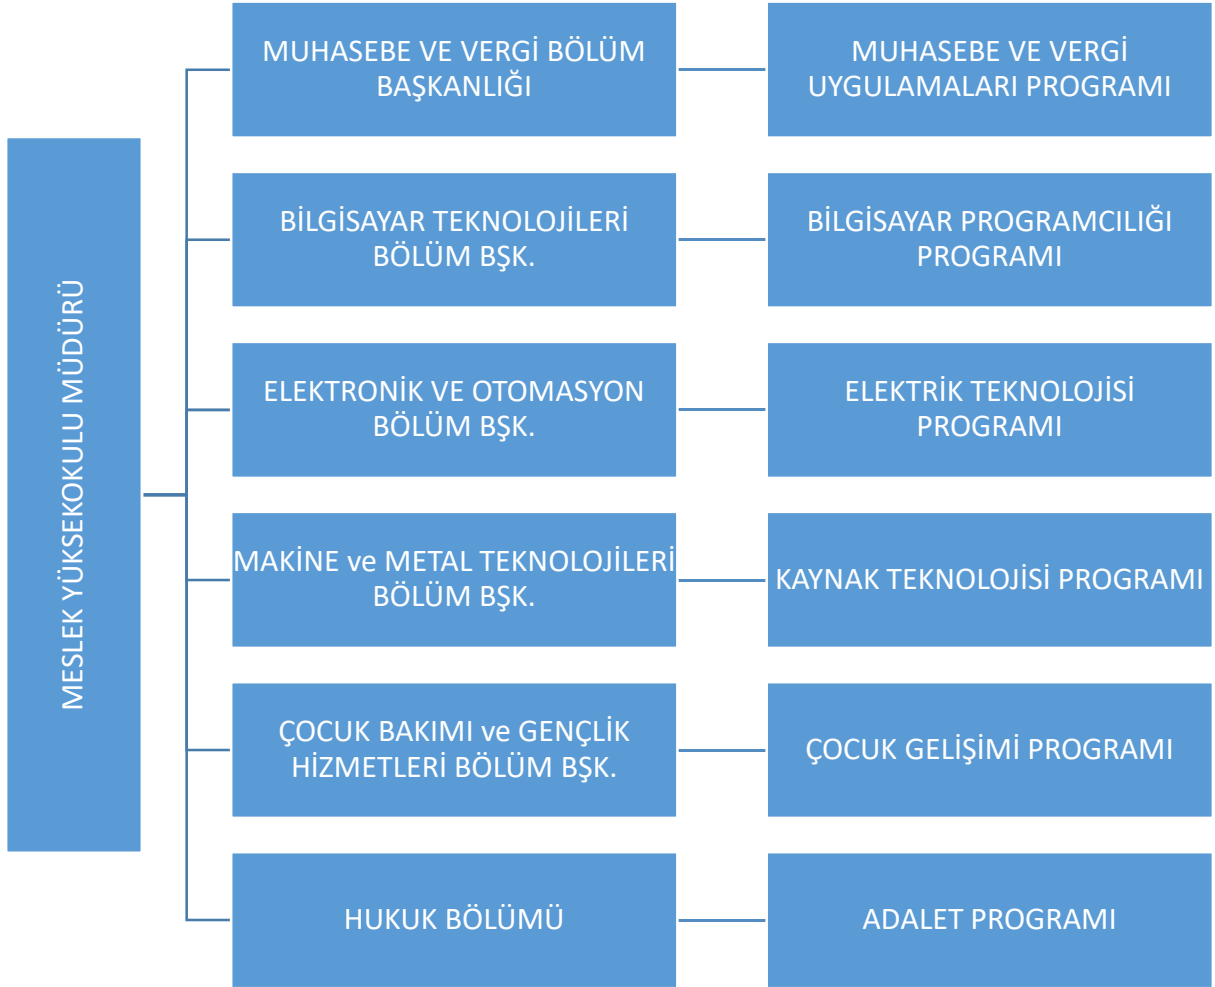 MESLEK YÜKSEKOKULU MÜDÜRÜ
MUHASEBE VE VERGİ BÖLÜM
BAŞKANLIĞI
MUHASEBE VE VERGİ
UYGULAMALARI PROGRAMI
BİLGİSAYAR TEKNOLOJİLERİ
BÖLÜM BŞK.
BİLGİSAYAR PROGRAMCILIĞI
PROGRAMI
ELEKTRONİK VE OTOMASYON
BÖLÜM BŞK.
ELEKTRİK TEKNOLOJİSİ
PROGRAMI
MAKİNE ve METAL TEKNOLOJİLERİ
BÖLÜM BŞK.
KAYNAK TEKNOLOJİSİ PROGRAMI
ÇOCUK BAKIMI ve GENÇLİK
HİZMETLERİ BÖLÜM BŞK.
ÇOCUK GELİŞİMİ PROGRAMI
HUKUK BÖLÜMÜ
ADALET PROGRAMI